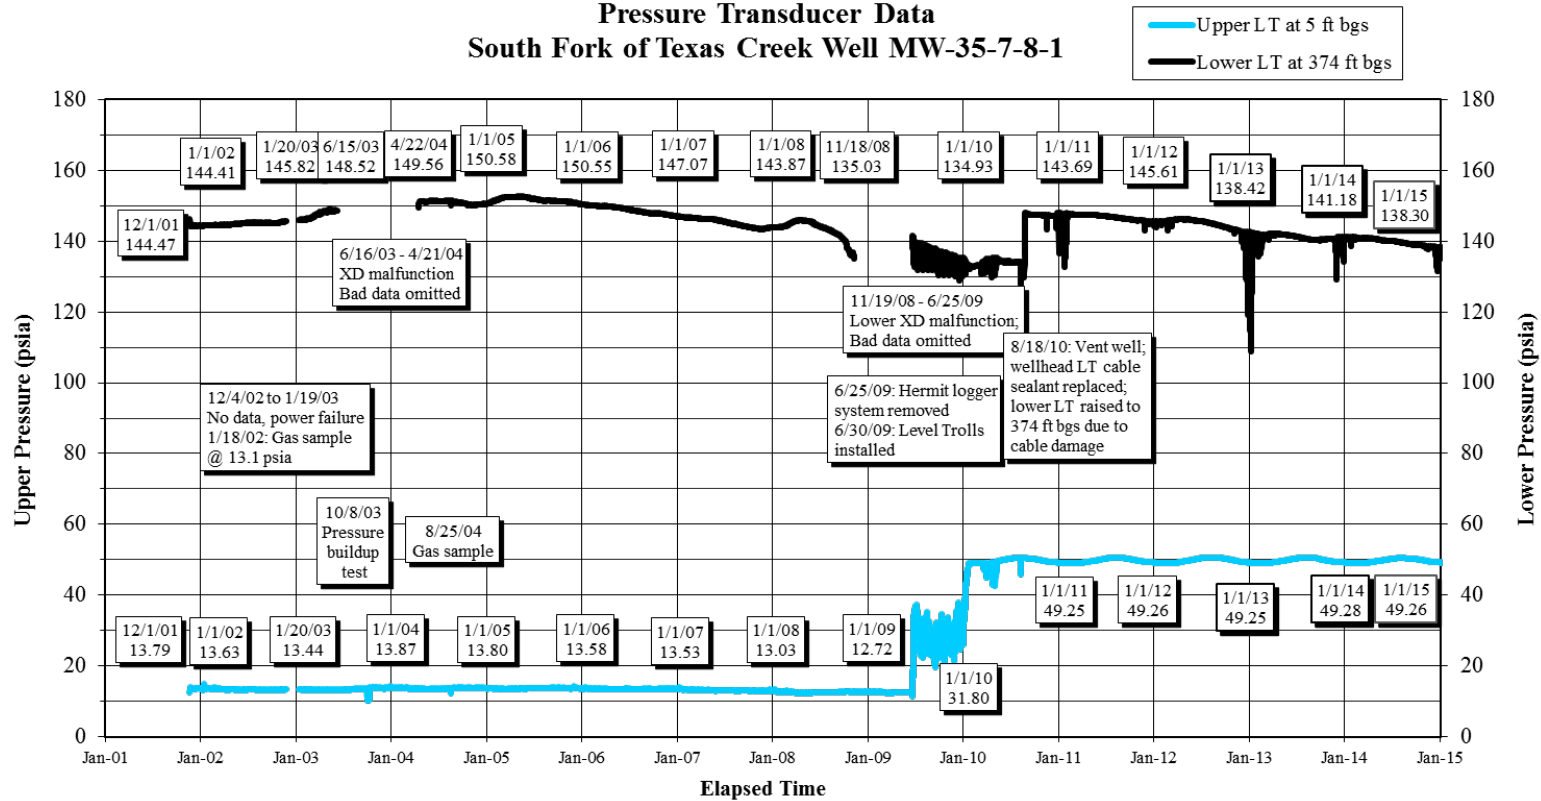 Pressure Transducer Data
South Fork of Texas Creek Well MW-35-7-8-1
Upper LT at 5 ft bgs
Lower LT at 374 ft bgs
180
160
140
120
100
80
60
40
20
0
Upper Pressure (psia)
180
160
140
120
100
80
60
40
20
0
Lower Pressure (psia)
12/1/01
144.47
1/1/02
144.41
1/20/03
145.82
6/15/03
148.52
4/22/04
149.56
1/1/05
150.58
1/1/06
150.55
1/1/07
147.07
1/1/08
143.87
11/18/08
135.03
1/1/10
134.93
1/1/11
143.69
1/1/12
145.61
1/1/13
138.42
1/1/14
141.18
1/1/15
138.30
6/16/03 - 4/21/04
XD malfunction
Bad data omitted
11/19/08 - 6/25/09
Lower XD malfunction;
Bad data omitted
8/18/10: Vent well;
wellhead LT cable
sealant replaced;
lower LT raised to
374 ft bgs due to
cable damage
12/4/02 to 1/19/03
No data, power failure
1/18/02: Gas sample
@ 13.1 psia
6/25/09: Hermit logger
system removed
6/30/09: Level Trolls
installed
10/8/03
Pressure
buildup
test
8/25/04
Gas sample
12/1/01
13.79
1/1/02
13.63
1/20/03
13.44
1/1/04
13.87
1/1/05
13.80
1/1/06
13.58
1/1/07
13.53
1/1/08
13.03
1/1/09
12.72
1/1/10
31.80
1/1/11
49.25
1/1/12
49.26
1/1/13
49.25
1/1/14
49.28
1/1/15
49.26
Jan-01 Jan-02 Jan-03 Jan-04 Jan-05 Jan-06 Jan-07 Jan-08 Jan-09 Jan-10 Jan-11 Jan-12 Jan-13 Jan-14 Jan-15
Elapsed Time